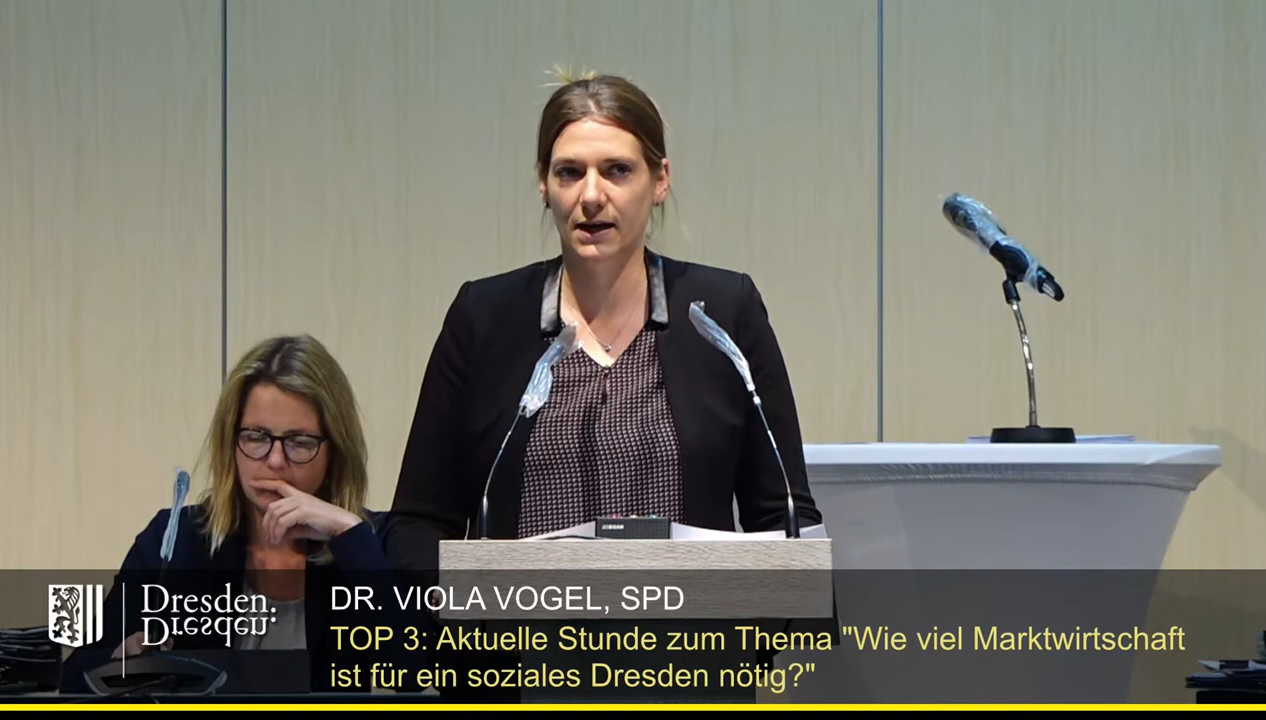 Dresden.
Dresden.
DR. VIOLA VOGEL, SPD
TOP 3: Aktuelle Stunde zum Thema "Wie viel Marktwirtschaft
ist für ein soziales Dresden nötig?"